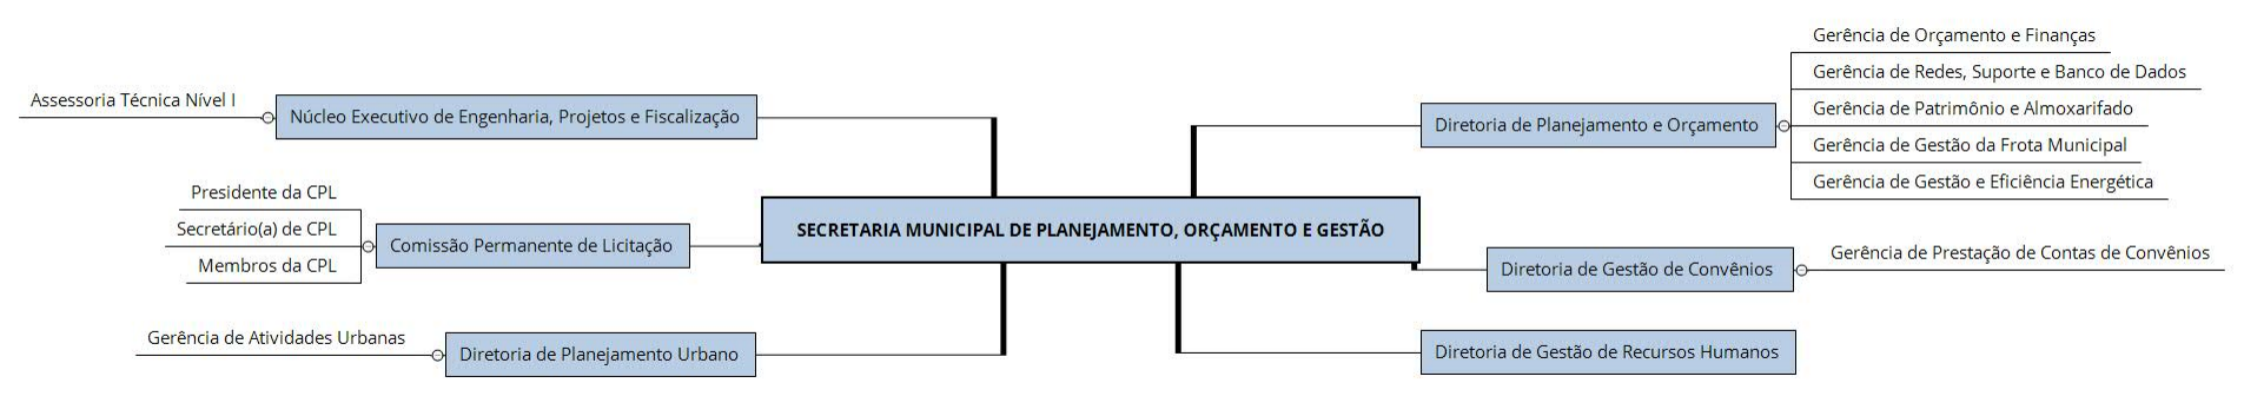 Assessoria Técnica Nível I
Núcleo Executivo de Engenharia, Projetos e Fiscalização
Presidente da CPL
Secretário(a) de CPL
Membros da CPL
Comissão Permanente de Licitação
Gerência de Atividades Urbanas
Diretoria de Planejamento Urbano
SECRETARIA MUNICIPAL DE PLANEJAMENTO, ORÇAMENTO E GESTÃO
Diretoria de Planejamento e Orçamento
Gerência de Orçamento e Finanças
Gerência de Redes, Suporte e Banco de Dados
Gerência de Patrimônio e Almoxarifado
Gerência de Gestão da Frota Municipal
Gerência de Gestão e Eficiência Energética
Diretoria de Gestão de Convênios
Gerência de Prestação de Contas de Convênios
Diretoria de Gestão de Recursos Humanos